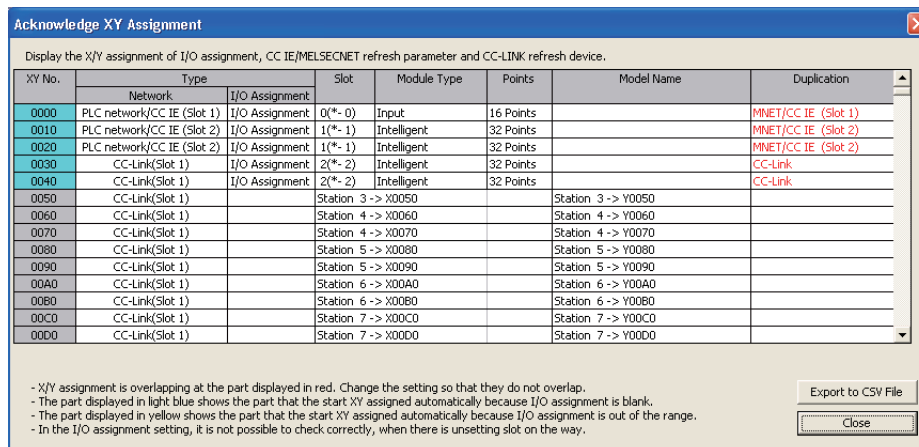 Acknowledge XY Assignment
Display the X/Y assignment of I/O assignment, CC IE/MELSECNET refresh parameter and CC-LINK refresh device.
XY No. Type Slot Module Type Points Model Name Duplication
Network I/O Assignment
0000 PLC network/CC IE (Slot 1) I/O Assignment 0(*- 0) Input 16 Points MNET/CC IE (Slot 1)
0010 PLC network/CC IE (Slot 2) I/O Assignment 1(*- 1) Intelligent 32 Points MNET/CC IE (Slot 2)
0020 PLC network/CC IE (Slot 2) I/O Assignment 1(*- 1) Intelligent 32 Points MNET/CC IE (Slot 2)
0030 CC-Link(Slot 1) I/O Assignment 2(*- 2) Intelligent 32 Points CC-Link
0040 CC-Link(Slot 1) I/O Assignment 2(*- 2) Intelligent 32 Points CC-Link
0050 CC-Link(Slot 1) Station 3 -> X0050 Station 3 -> Y0050
0060 CC-Link(Slot 1) Station 4 -> X0060 Station 4 -> Y0060
0070 CC-Link(Slot 1) Station 4 -> X0070 Station 4 -> Y0070
0080 CC-Link(Slot 1) Station 5 -> X0080 Station 5 -> Y0080
0090 CC-Link(Slot 1) Station 5 -> X0090 Station 5 -> Y0090
00A0 CC-Link(Slot 1) Station 6 -> X00A0 Station 6 -> Y00A0
00B0 CC-Link(Slot 1) Station 6 -> X00B0 Station 6 -> Y00B0
00C0 CC-Link(Slot 1) Station 7 -> X00C0 Station 7 -> Y00C0
00D0 CC-Link(Slot 1) Station 7 -> X00D0 Station 7 -> Y00D0
- X/Y assignment is overlapping at the part displayed in red. Change the setting so that they do not overlap.
- The part displayed in light blue shows the part that the start XY assigned automatically because I/O assignment is blank.
- The part displayed in yellow shows the part that the start XY assigned automatically because I/O assignment is out of the range.
- In the I/O assignment setting, it is not possible to check correctly, when there is unsetting slot on the way.
Export to CSV File
Close